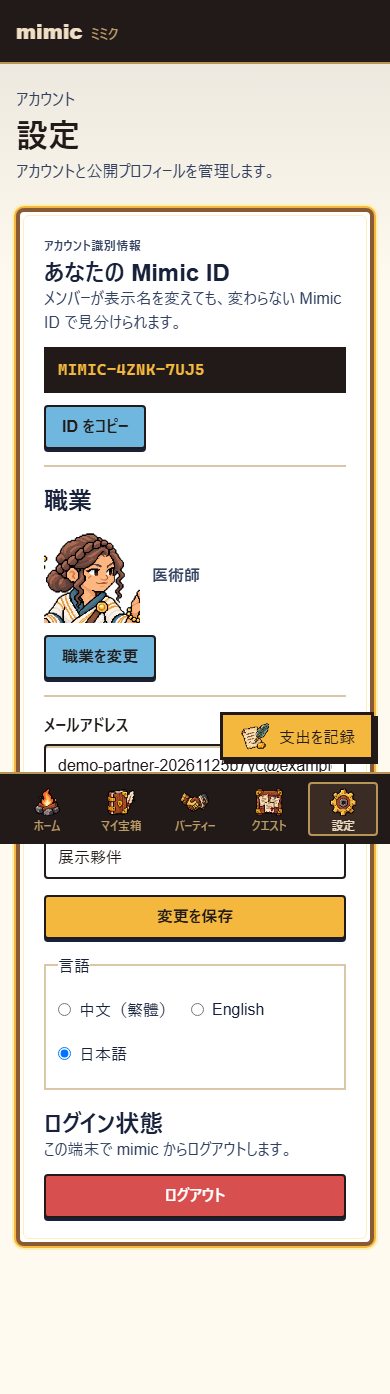 mimic ミミク
アカウント
設定
アカウントと公開プロフィールを管理します。
アカウント識別情報
あなたの Mimic ID
メンバーが表示名を変えても、変わらない Mimic
ID で見分けられます。
MIMIC-4ZNK-7UJ5
ID をコピー
職業
医術師
職業を変更
メールアドレス
支出を記録
demo-partner-20261125b7yc@exampl
ホーム
マイ宝箱
パーティー
クエスト
設定
展示夥伴
変更を保存
言語
中文（繁體）
English
日本語
ログイン状態
この端末で mimic からログアウトします。
ログアウト